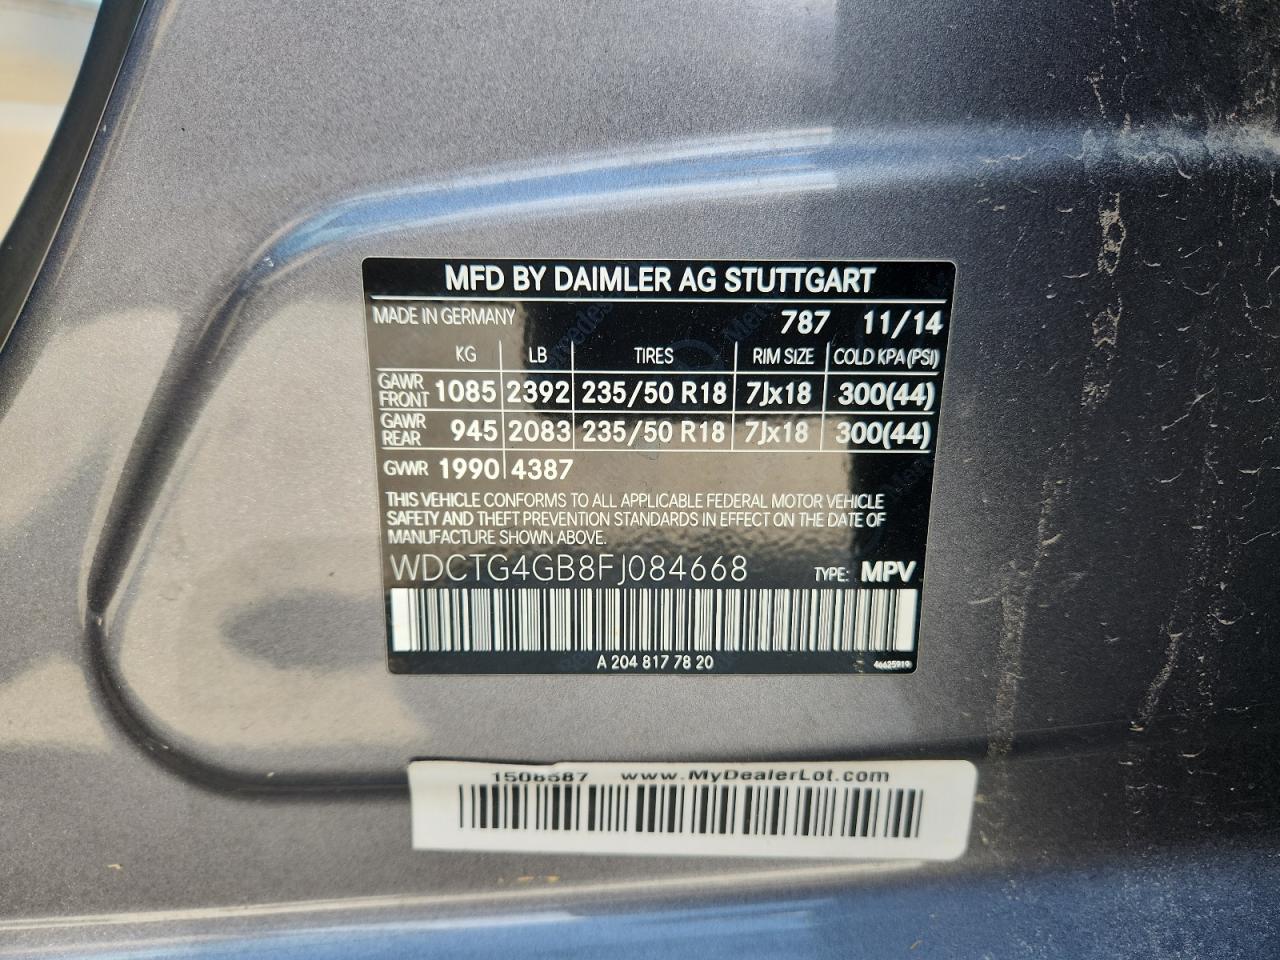 MFD BY DAIMLER AG STUTTGART
MADE IN GERMANY 787 11/14
KG LB TIRES RIM SIZE COLD KPA (PSI)
GAWR FRONT 1085 2392 235/50 R18 7Jx18 300(44)
GAWR REAR 945 2083 235/50 R18 7Jx18 300(44)
GVWR 1990 4387
THIS VEHICLE CONFORMS TO ALL APPLICABLE FEDERAL MOTOR VEHICLE
SAFETY AND THEFT PREVENTION STANDARDS IN EFFECT ON THE DATE OF
MANUFACTURE SHOWN ABOVE.
WDCTG4GB8FJ084668 TYPE: MPV
A 204 817 78 20 46625919
www.MyDealerLot.com